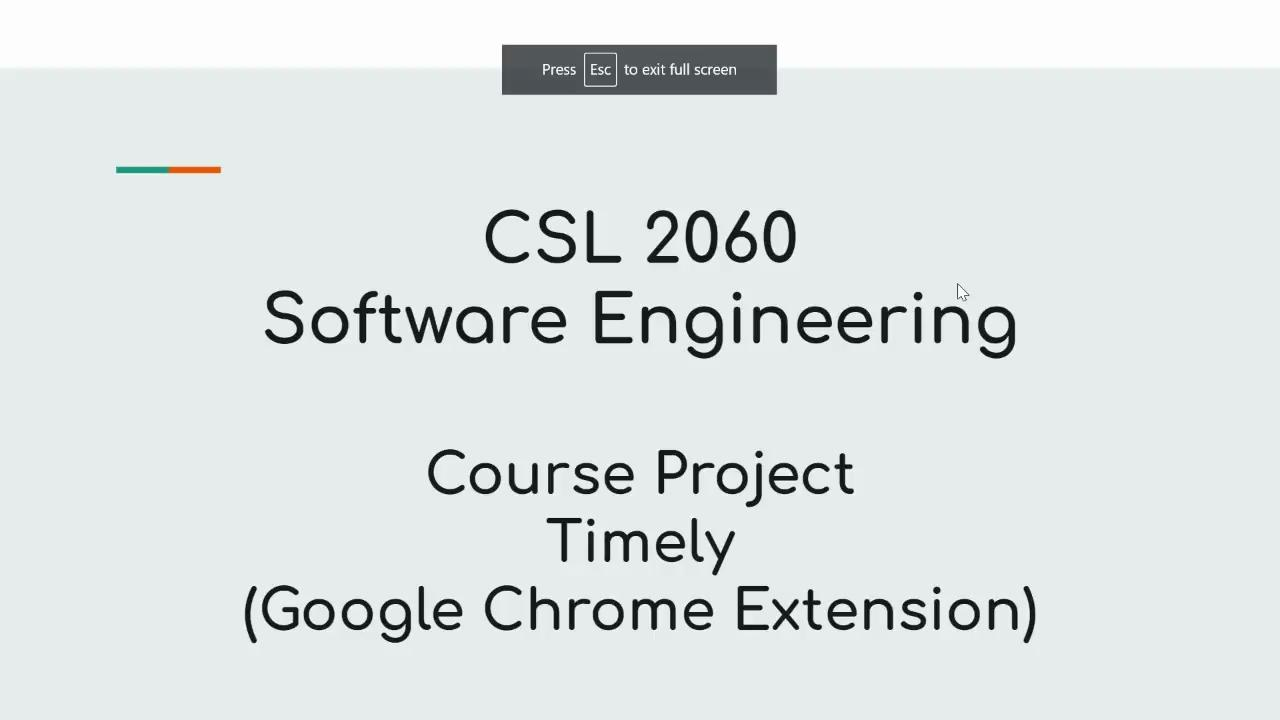 Press Esc to exit full screen
CSL 2060
Software Engineering
Course Project
Timely
(Google Chrome Extension)